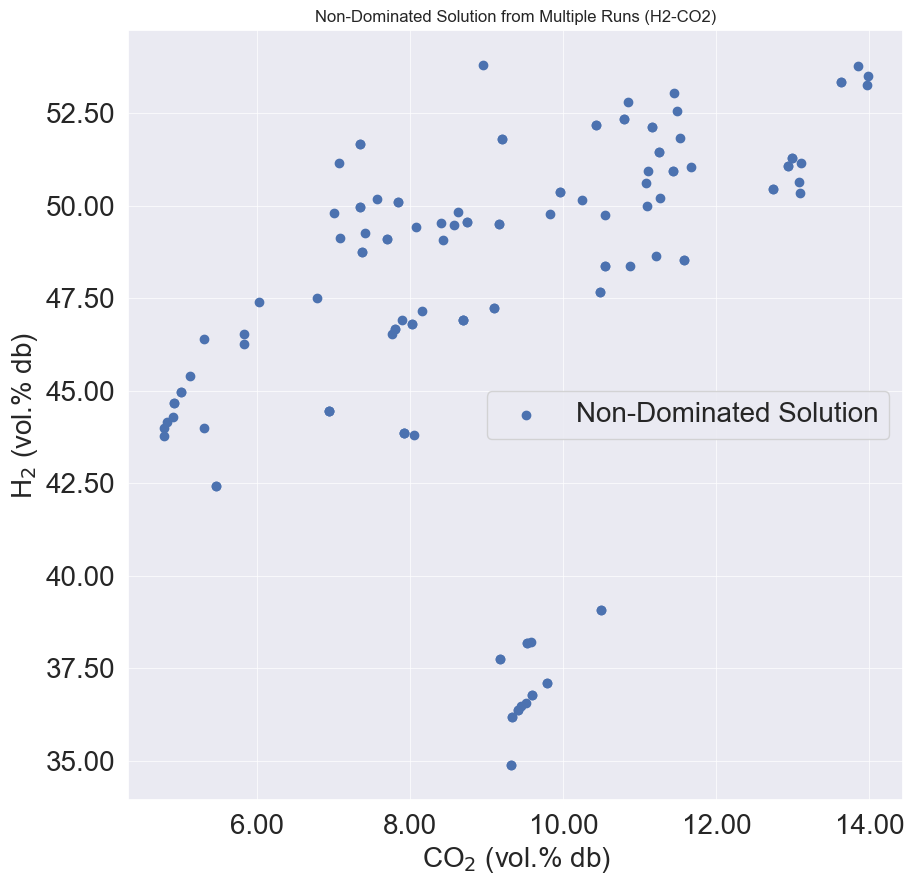 Non-Dominated Solution from Multiple Runs (H2-CO2)
52.50
50.00
47.50
45.00
42.50
40.00
37.50
35.00
H₂ (vol.% db)
Non-Dominated Solution
6.00 8.00 10.00 12.00 14.00
CO₂ (vol.% db)